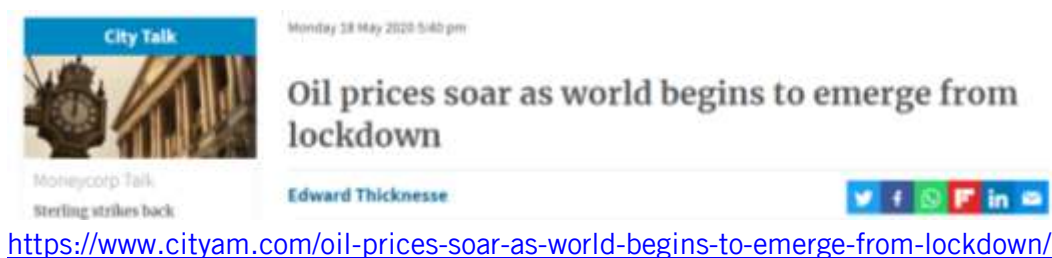 City Talk
Monday 18 May 2020 5:40 pm
Oil prices soar as world begins to emerge from
lockdown
Moneycorp Talk
Sterling strikes back
Edward Thicknesse
https://www.cityam.com/oil-prices-soar-as-world-begins-to-emerge-from-lockdown/